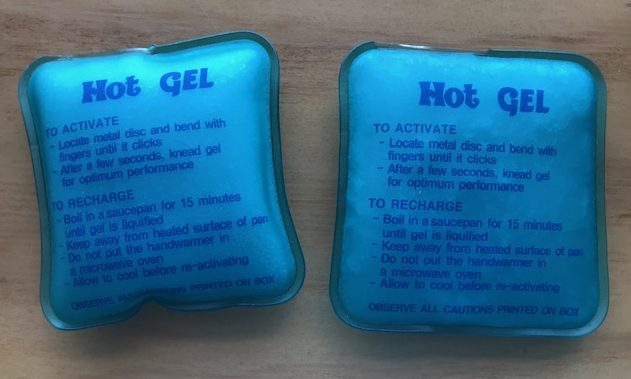 Hot GEL
TO ACTIVATE
- Locate metal disc and bend with
fingers until it clicks
- After a few seconds, knead gel
for optimum performance
TO RECHARGE
- Boil in a saucepan for 15 minutes
until gel is liquified
- Keep away from heated surface of pan
- Do not put the handwarmer in
a microwave oven
- Allow to cool before re-activating
OBSERVE ALL CAUTIONS PRINTED ON BOX
Hot GEL
TO ACTIVATE
- Locate metal disc and bend with
fingers until it clicks
- After a few seconds, knead gel
for optimum performance
TO RECHARGE
- Boil in a saucepan for 15 minutes
until gel is liquified
- Keep away from heated surface of pan
- Do not put the handwarmer in
a microwave oven
- Allow to cool before re-activating
OBSERVE ALL CAUTIONS PRINTED ON BOX